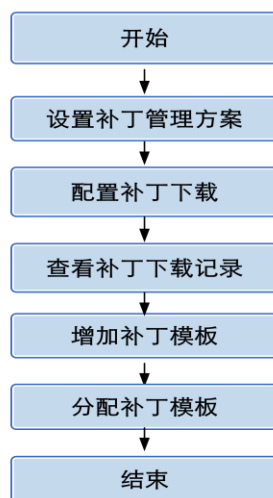 开始
设置补丁管理方案
配置补丁下载
查看补丁下载记录
增加补丁模板
分配补丁模板
结束